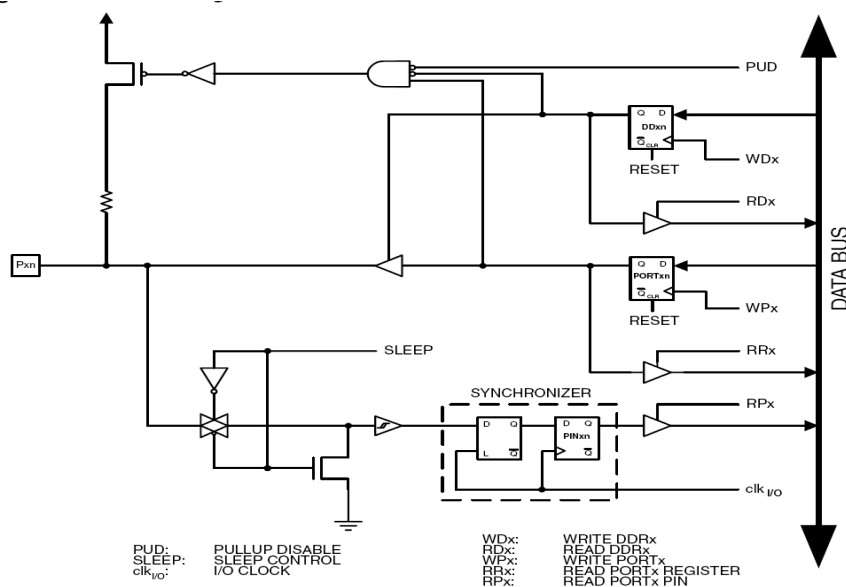 PUD
Q D
DDxn
Q CLR
RESET
WDx
RDx
Pxn
Q D
PORTxn
Q CLR
RESET
WPx
DATA BUS
SLEEP
RRx
SYNCHRONIZER
RPx
D Q
L Q
D Q
PINxn
Q
clk I/O
PUD: PULLUP DISABLE
SLEEP: SLEEP CONTROL
clk I/O: I/O CLOCK
WDx: WRITE DDRx
RDx: READ DDRx
WPx: WRITE PORTx
RRx: READ PORTx REGISTER
RPx: READ PORTx PIN